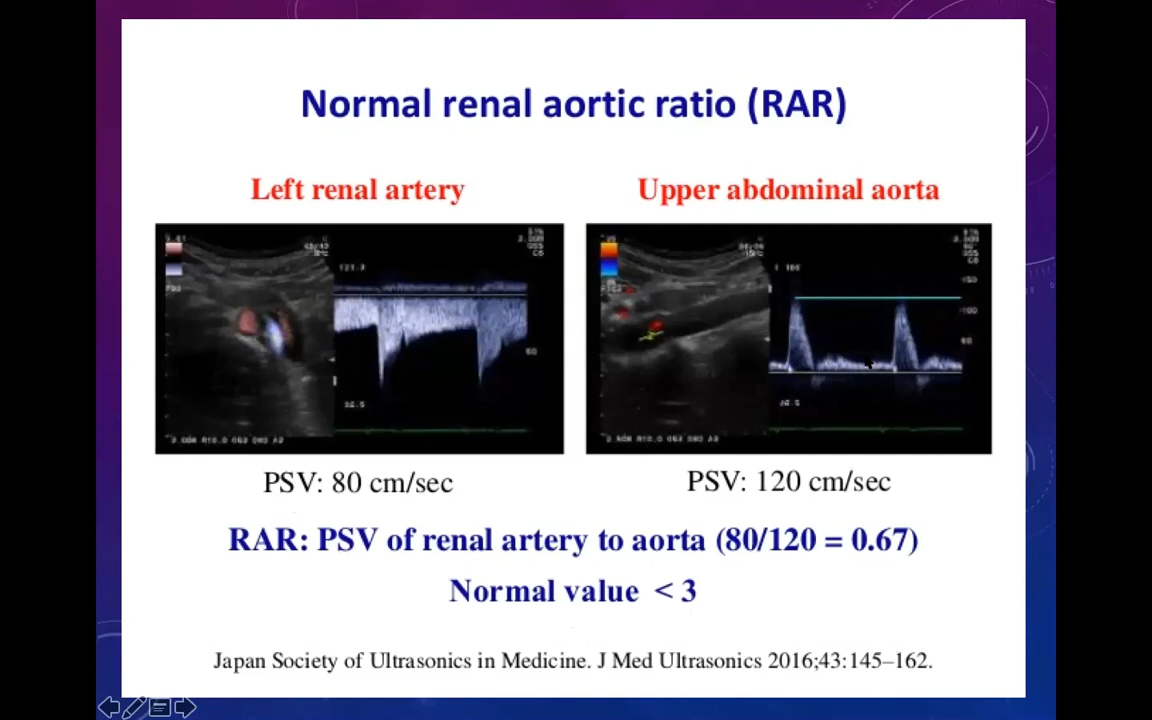 Normal renal aortic ratio (RAR)
Left renal artery
Upper abdominal aorta
PSV: 80 cm/sec
PSV: 120 cm/sec
RAR: PSV of renal artery to aorta (80/120 = 0.67)
Normal value < 3
Japan Society of Ultrasonics in Medicine. J Med Ultrasonics 2016;43:145–162.